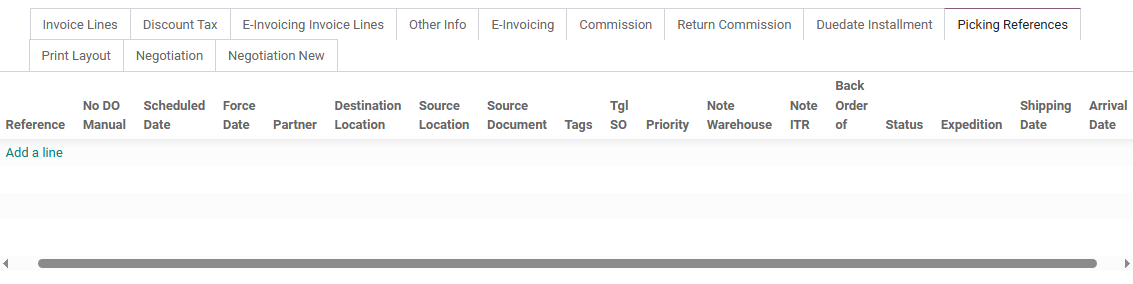 Invoice Lines Discount Tax E-Invoicing Invoice Lines Other Info E-Invoicing Commission Return Commission Duedate Installment Picking References
Print Layout Negotiation Negotiation New
Reference No DO Manual Scheduled Date Force Date Partner Destination Location Source Location Source Document Tags Tgl SO Priority Note Warehouse Note ITR Back Order of Status Expedition Shipping Date Arrival Date
Add a line